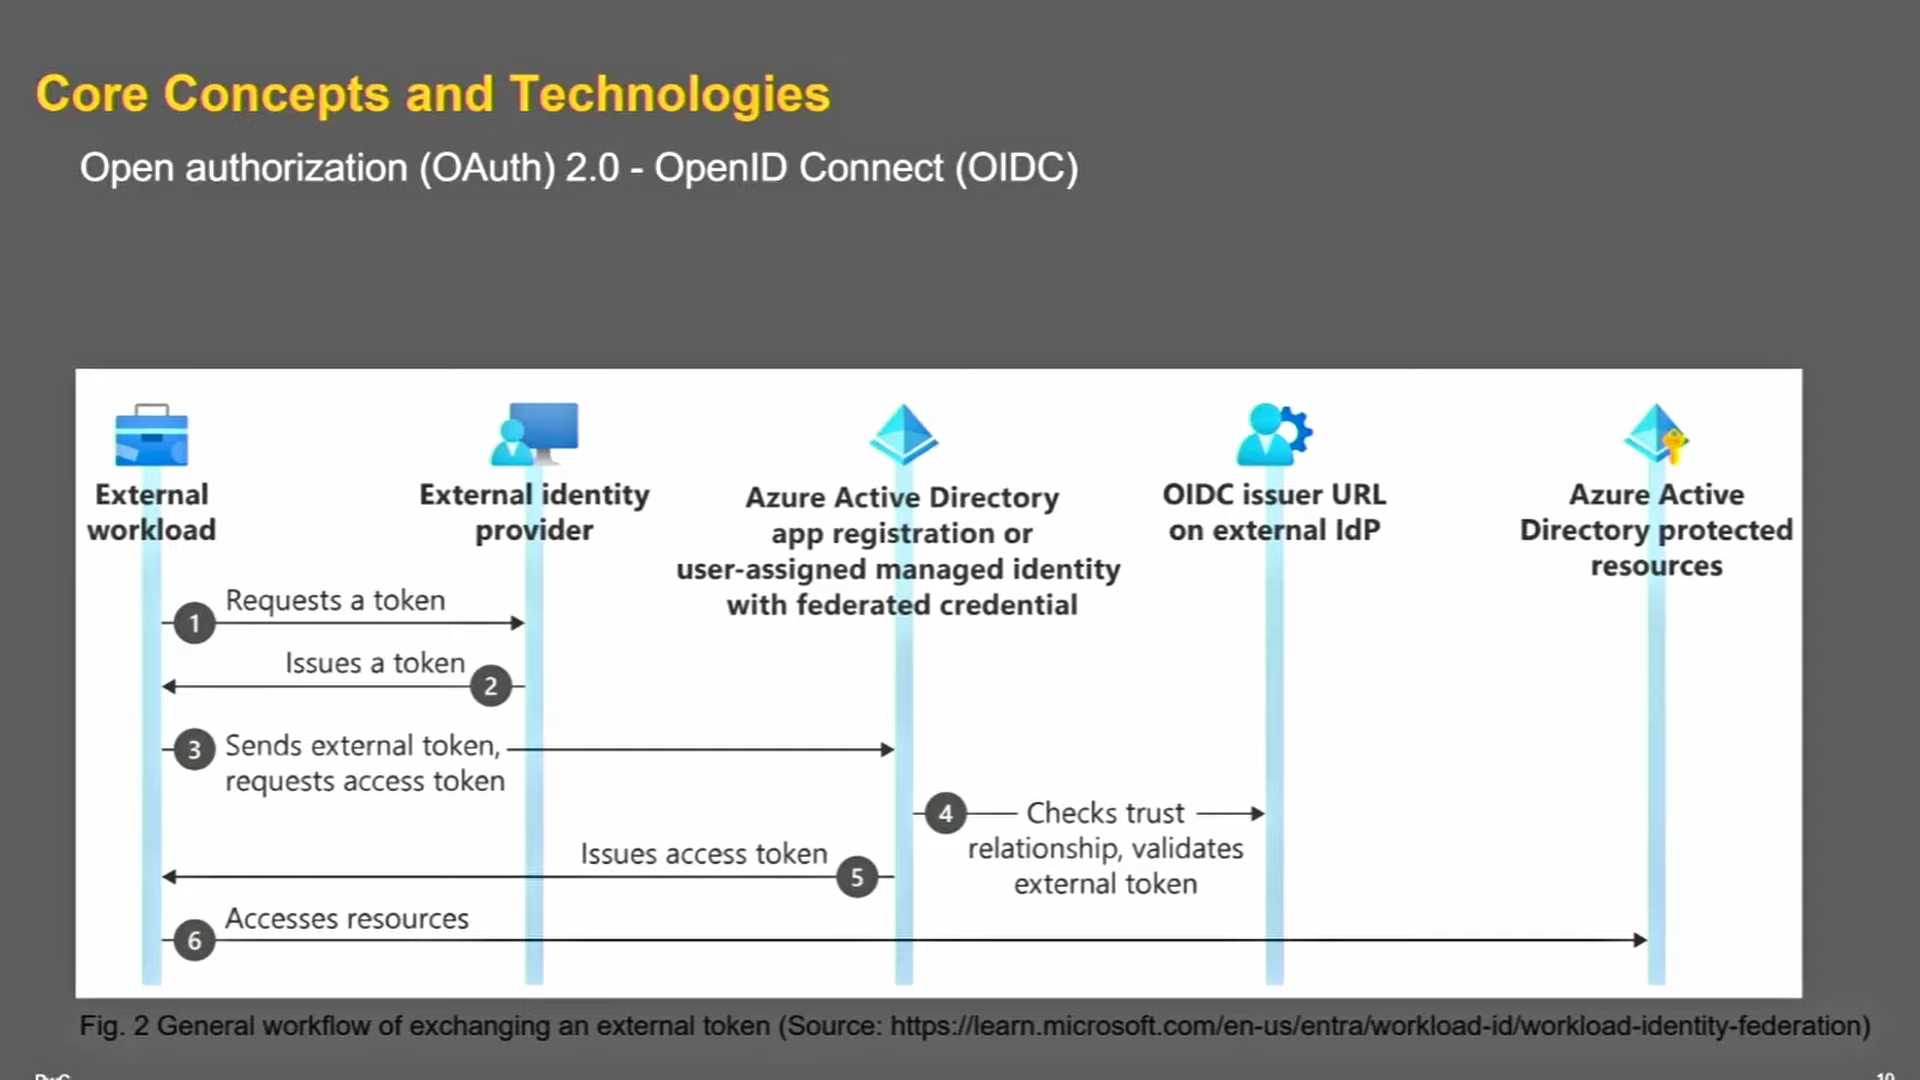 Core Concepts and Technologies
Open authorization (OAuth) 2.0 - OpenID Connect (OIDC)
External
workload
External identity
provider
Azure Active Directory
app registration or
user-assigned managed identity
with federated credential
OIDC issuer URL
on external IdP
Azure Active
Directory protected
resources
1 Requests a token
Issues a token 2
3 Sends external token,
requests access token
4 Checks trust
relationship, validates
external token
Issues access token 5
6 Accesses resources
Fig. 2 General workflow of exchanging an external token (Source: https://learn.microsoft.com/en-us/entra/workload-id/workload-identity-federation)